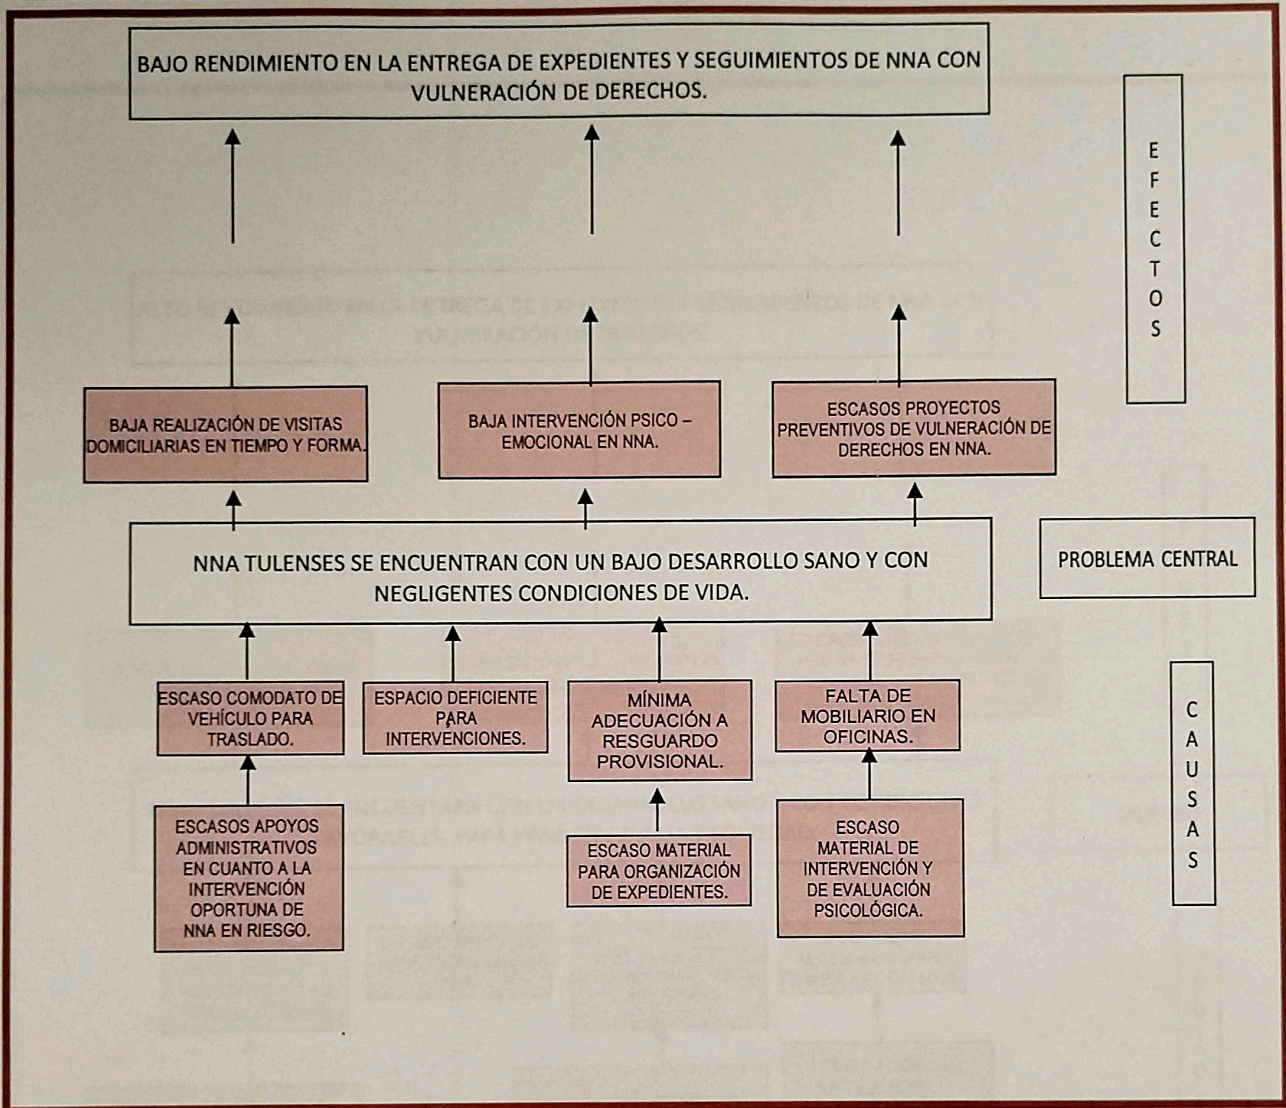 BAJO RENDIMIENTO EN LA ENTREGA DE EXPEDIENTES Y SEGUIMIENTOS DE NNA CON
VULNERACIÓN DE DERECHOS.
EFECTOS
BAJA REALIZACIÓN DE VISITAS
DOMICILIARIAS EN TIEMPO Y FORMA.
BAJA INTERVENCIÓN PSICO –
EMOCIONAL EN NNA.
ESCASOS PROYECTOS
PREVENTIVOS DE VULNERACIÓN DE
DERECHOS EN NNA.
NNA TULENSES SE ENCUENTRAN CON UN BAJO DESARROLLO SANO Y CON
NEGLIGENTES CONDICIONES DE VIDA.
PROBLEMA CENTRAL
ESCASO COMODATO DE
VEHÍCULO PARA
TRASLADO.
ESPACIO DEFICIENTE
PARA
INTERVENCIONES.
MÍNIMA
ADECUACIÓN A
RESGUARDO
PROVISIONAL.
FALTA DE
MOBILIARIO EN
OFICINAS.
CAUSAS
ESCASOS APOYOS
ADMINISTRATIVOS
EN CUANTO A LA
INTERVENCIÓN
OPORTUNA DE
NNA EN RIESGO.
ESCASO MATERIAL
PARA ORGANIZACIÓN
DE EXPEDIENTES.
ESCASO
MATERIAL DE
INTERVENCIÓN Y
DE EVALUACIÓN
PSICOLÓGICA.